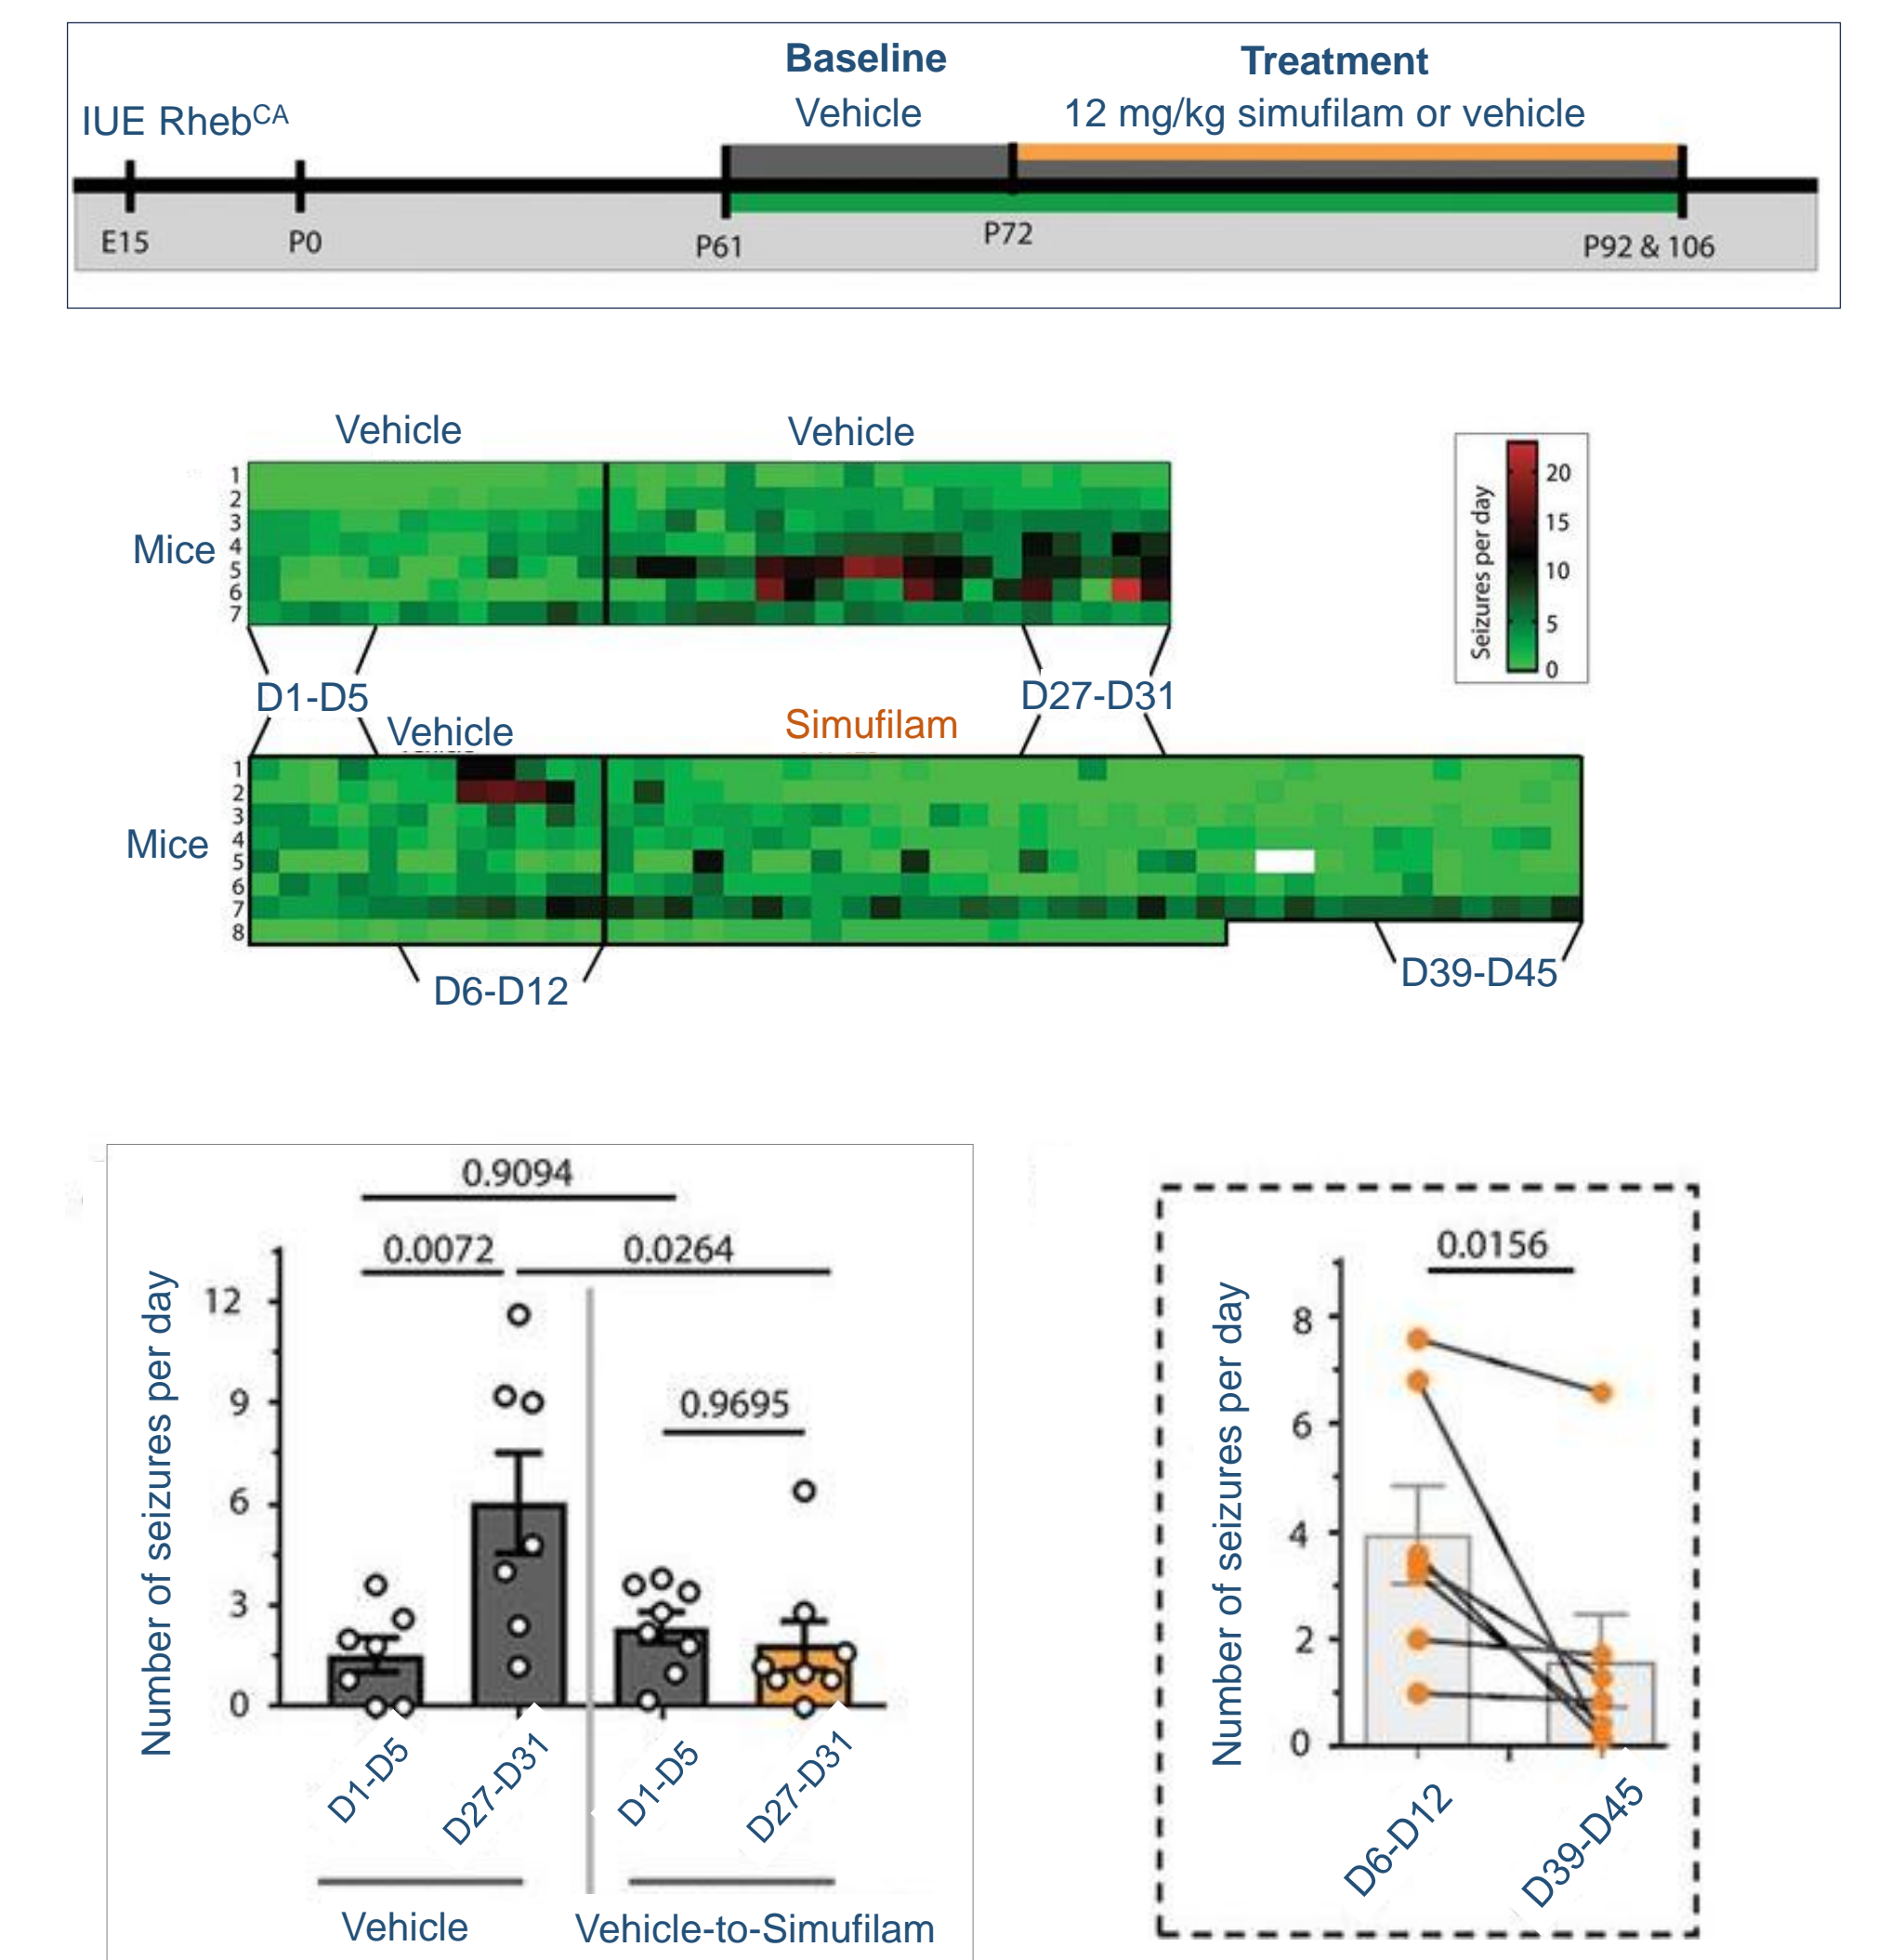 Baseline
Treatment
IUE Rheb^CA
Vehicle
12 mg/kg simufilam or vehicle
E15
P0
P61
P72
P92 & 106
Vehicle
Vehicle
Mice
1
2
3
4
5
6
7
Seizures per day
20
15
10
5
0
D1-D5
D27-D31
Vehicle
Simufilam
Mice
1
2
3
4
5
6
7
8
D6-D12
D39-D45
0.9094
0.0072
0.0264
0.9695
Number of seizures per day
12
9
6
3
0
D1-D5
D27-D31
D1-D5
D27-D31
Vehicle
Vehicle-to-Simufilam
0.0156
Number of seizures per day
8
6
4
2
0
D6-D12
D39-D45